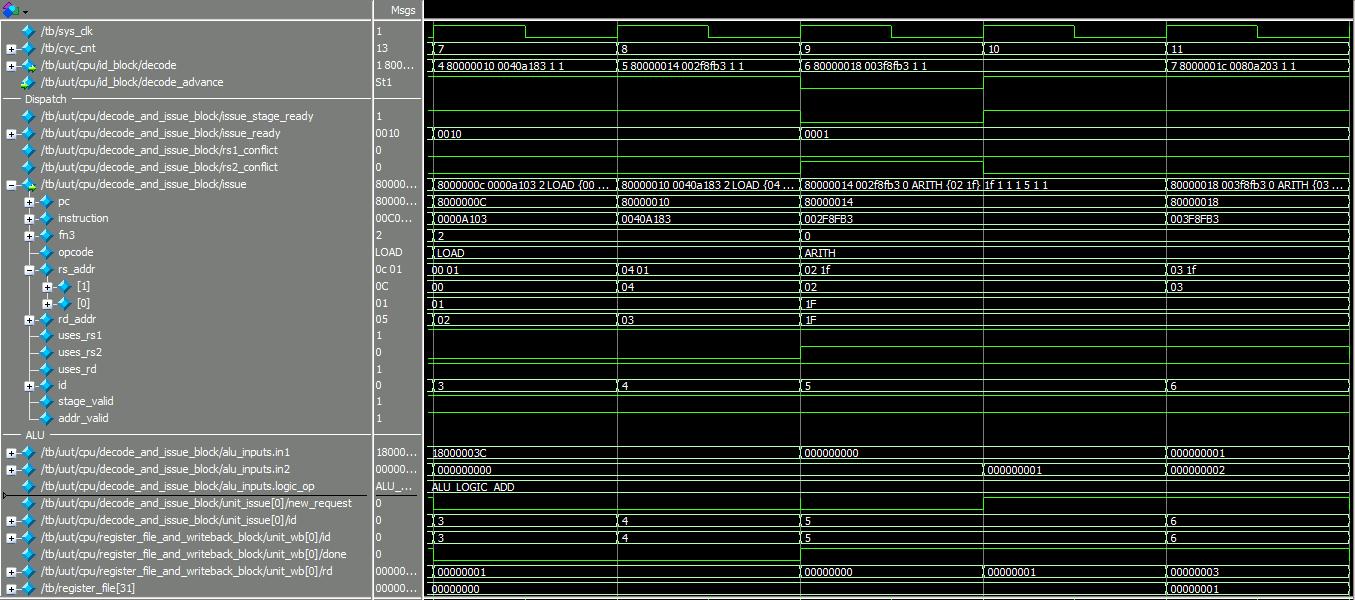 Msgs
/tb/sys_clk 1
/tb/cyc_cnt 13 7 8 9 10 11
/tb/uut/cpu/id_block/decode 1 800... 4 80000010 0040a183 1 1 5 80000014 002f8fb3 1 1 6 80000018 003f8fb3 1 1 7 8000001c 0080a203 1 1
/tb/uut/cpu/id_block/decode_advance St1
Dispatch
/tb/uut/cpu/decode_and_issue_block/issue_stage_ready 1
/tb/uut/cpu/decode_and_issue_block/issue_ready 0010 0010 0001
/tb/uut/cpu/decode_and_issue_block/rs1_conflict 0
/tb/uut/cpu/decode_and_issue_block/rs2_conflict 0
/tb/uut/cpu/decode_and_issue_block/issue 80000... 8000000c 0000a103 2 LOAD {00 ... 80000010 0040a183 2 LOAD {04 ... 80000014 002f8fb3 0 ARITH {02 1f} 1f 1 1 1 5 1 1 80000018 003f8fb3 0 ARITH {03 ...
pc 80000... 8000000C 80000010 80000014 80000018
instruction 00C0... 0000A103 0040A183 002F8FB3 003F8FB3
fn3 2 2 0
opcode LOAD LOAD ARITH
rs_addr 0c 01 00 01 04 01 02 1f 03 1f
[1] 0C 00 04 02 03
[0] 01 01 1F
rd_addr 05 02 03 1F
uses_rs1 1
uses_rs2 0
uses_rd 1
id 0 3 4 5 6
stage_valid 1
addr_valid 1
ALU
/tb/uut/cpu/decode_and_issue_block/alu_inputs.in1 18000... 1800003C 00000000 00000001
/tb/uut/cpu/decode_and_issue_block/alu_inputs.in2 00000... 00000000 00000001 00000002
/tb/uut/cpu/decode_and_issue_block/alu_inputs.logic_op ALU_... ALU_LOGIC_ADD
/tb/uut/cpu/decode_and_issue_block/unit_issue[0]/new_request 0
/tb/uut/cpu/decode_and_issue_block/unit_issue[0]/id 0 3 4 5 6
/tb/uut/cpu/register_file_and_writeback_block/unit_wb[0]/id 0 3 4 5 6
/tb/uut/cpu/register_file_and_writeback_block/unit_wb[0]/done 0
/tb/uut/cpu/register_file_and_writeback_block/unit_wb[0]/rd 00000... 00000001 00000000 00000001 00000003
/tb/register_file[31] 00000... 00000000 00000001